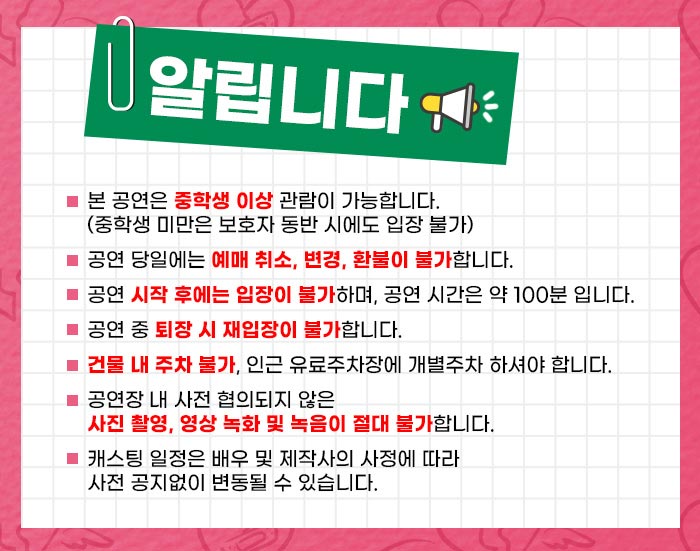 알립니다
본 공연은 중학생 이상 관람이 가능합니다.
(중학생 미만은 보호자 동반 시에도 입장 불가)
공연 당일에는 예매 취소, 변경, 환불이 불가합니다.
공연 시작 후에는 입장이 불가하며, 공연 시간은 약 100분 입니다.
공연 중 퇴장 시 재입장이 불가합니다.
건물 내 주차 불가, 인근 유료주차장에 개별주차 하셔야 합니다.
공연장 내 사전 협의되지 않은
사진 촬영, 영상 녹화 및 녹음이 절대 불가합니다.
캐스팅 일정은 배우 및 제작사의 사정에 따라
사전 공지없이 변동될 수 있습니다.